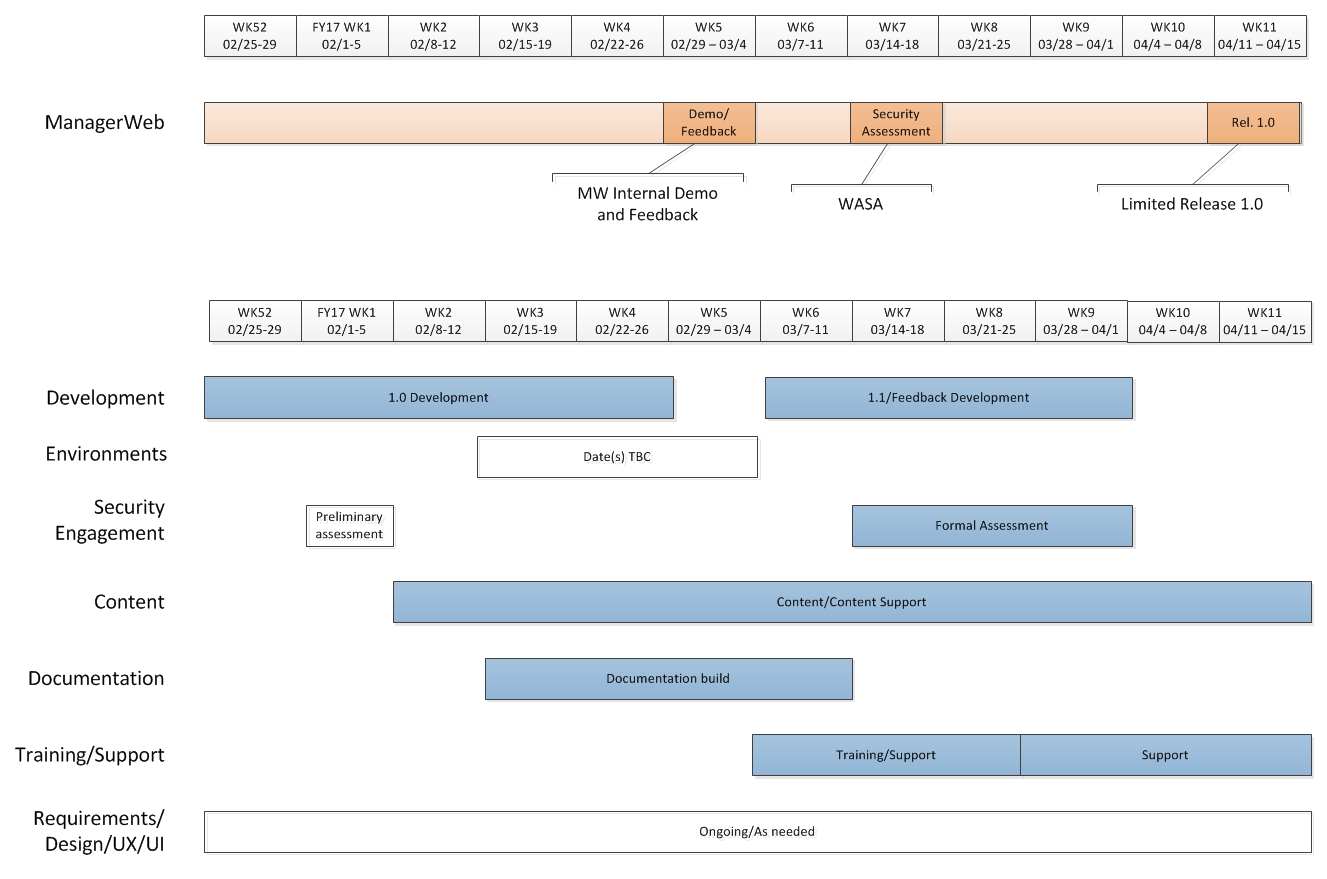 WK52 FY17 WK1 WK2 WK3 WK4 WK5 WK6 WK7 WK8 WK9 WK10 WK11
02/25-29 02/1-5 02/8-12 02/15-19 02/22-26 02/29 – 03/4 03/7-11 03/14-18 03/21-25 03/28 – 04/1 04/4 – 04/8 04/11 – 04/15
ManagerWeb
Demo/
Feedback
Security
Assessment
Rel. 1.0
MW Internal Demo
and Feedback
WASA
Limited Release 1.0
WK52 FY17 WK1 WK2 WK3 WK4 WK5 WK6 WK7 WK8 WK9 WK10 WK11
02/25-29 02/1-5 02/8-12 02/15-19 02/22-26 02/29 – 03/4 03/7-11 03/14-18 03/21-25 03/28 – 04/1 04/4 – 04/8 04/11 – 04/15
Development
1.0 Development
1.1/Feedback Development
Environments
Date(s) TBC
Security
Engagement
Preliminary
assessment
Formal Assessment
Content
Content/Content Support
Documentation
Documentation build
Training/Support
Training/Support
Support
Requirements/
Design/UX/UI
Ongoing/As needed